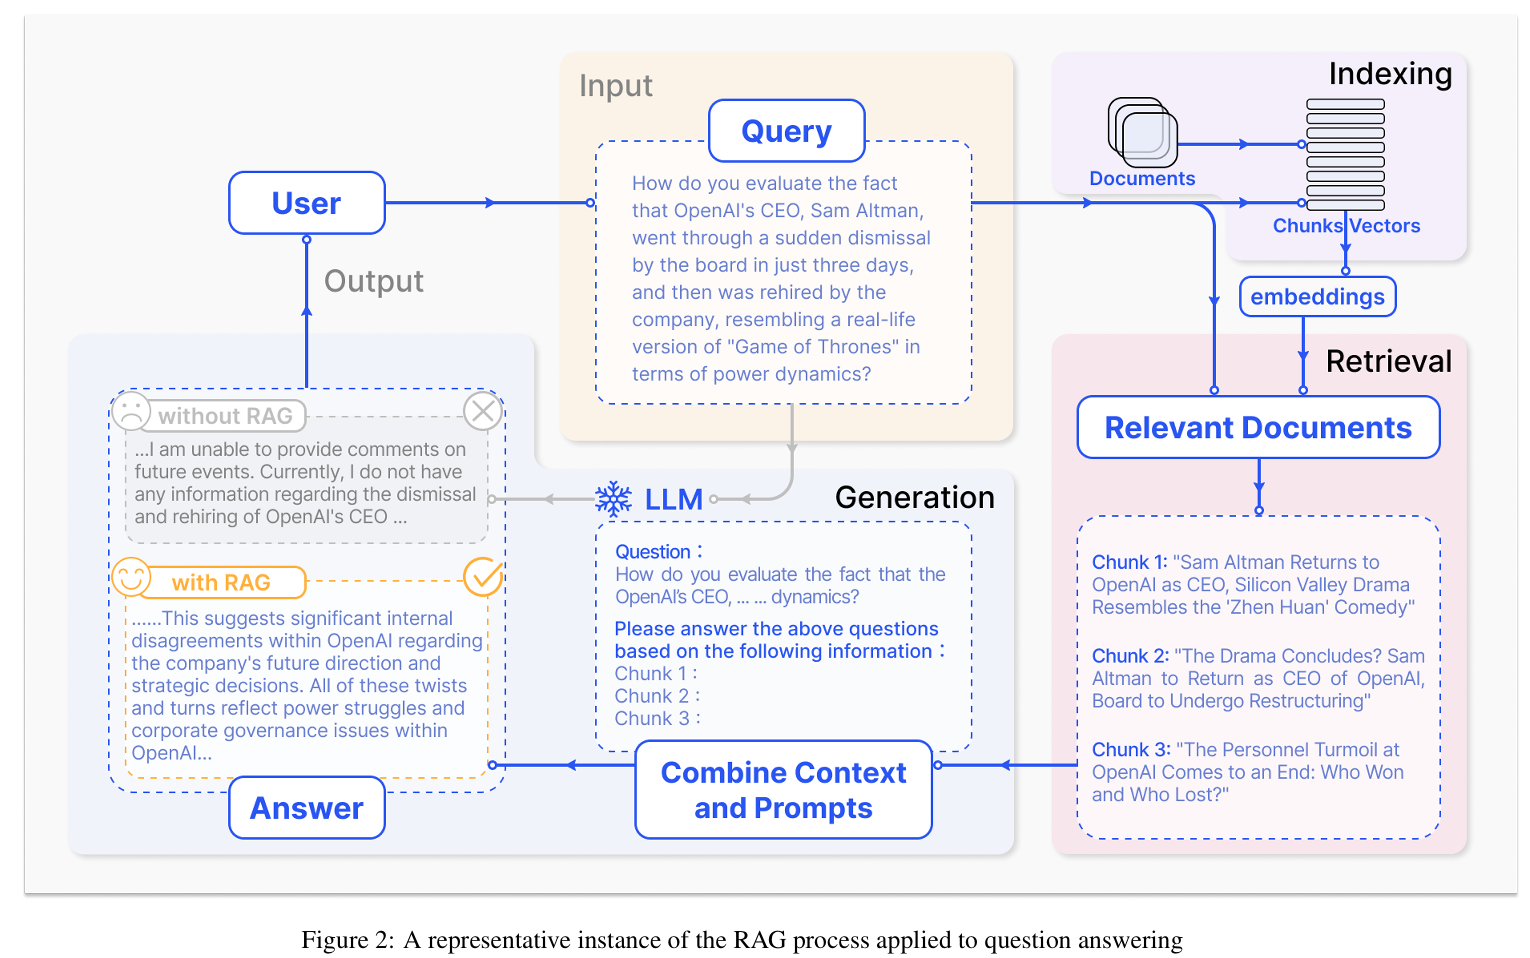 Input
Query
How do you evaluate the fact
that OpenAI's CEO, Sam Altman,
went through a sudden dismissal
by the board in just three days,
and then was rehired by the
company, resembling a real-life
version of "Game of Thrones" in
terms of power dynamics?
Indexing
Documents
Chunks Vectors
embeddings
User
Output
Retrieval
Relevant Documents
Chunk 1: "Sam Altman Returns to
OpenAI as CEO, Silicon Valley Drama
Resembles the 'Zhen Huan' Comedy"
Chunk 2: "The Drama Concludes? Sam
Altman to Return as CEO of OpenAI,
Board to Undergo Restructuring"
Chunk 3: "The Personnel Turmoil at
OpenAI Comes to an End: Who Won
and Who Lost?"
LLM
Generation
Question :
How do you evaluate the fact that the
OpenAI's CEO, ... ... dynamics?
Please answer the above questions
based on the following information :
Chunk 1 :
Chunk 2 :
Chunk 3 :
Combine Context
and Prompts
without RAG
...I am unable to provide comments on
future events. Currently, I do not have
any information regarding the dismissal
and rehiring of OpenAI's CEO ...
with RAG
......This suggests significant internal
disagreements within OpenAI regarding
the company's future direction and
strategic decisions. All of these twists
and turns reflect power struggles and
corporate governance issues within
OpenAI...
Answer
Figure 2: A representative instance of the RAG process applied to question answering